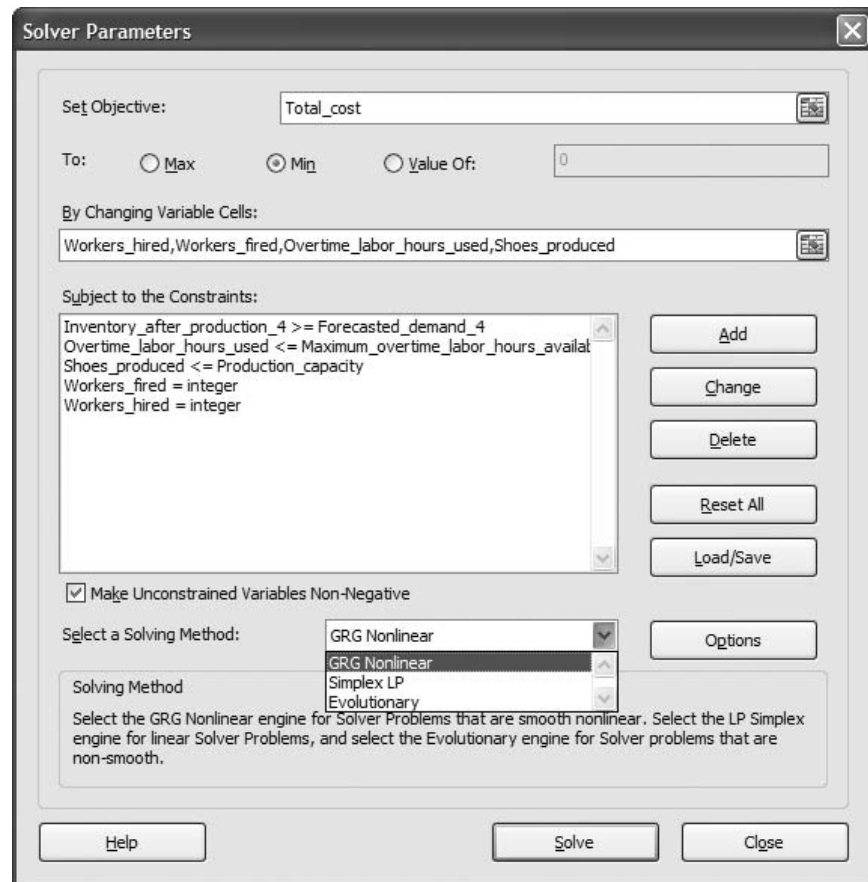 Solver Parameters
Set Objective:
Total_cost
To:
Max
Min
Value Of:
0
By Changing Variable Cells:
Workers_hired,Workers_fired,Overtime_labor_hours_used,Shoes_produced
Subject to the Constraints:
Inventory_after_production_4 >= Forecasted_demand_4
Overtime_labor_hours_used <= Maximum_overtime_labor_hours_availab
Shoes_produced <= Production_capacity
Workers_fired = integer
Workers_hired = integer
Add
Change
Delete
Reset All
Load/Save
Make Unconstrained Variables Non-Negative
Select a Solving Method:
GRG Nonlinear
Options
GRG Nonlinear
Simplex LP
Evolutionary
Solving Method
Select the GRG Nonlinear engine for Solver Problems that are smooth nonlinear. Select the LP Simplex
engine for linear Solver Problems, and select the Evolutionary engine for Solver problems that are
non-smooth.
Help
Solve
Close